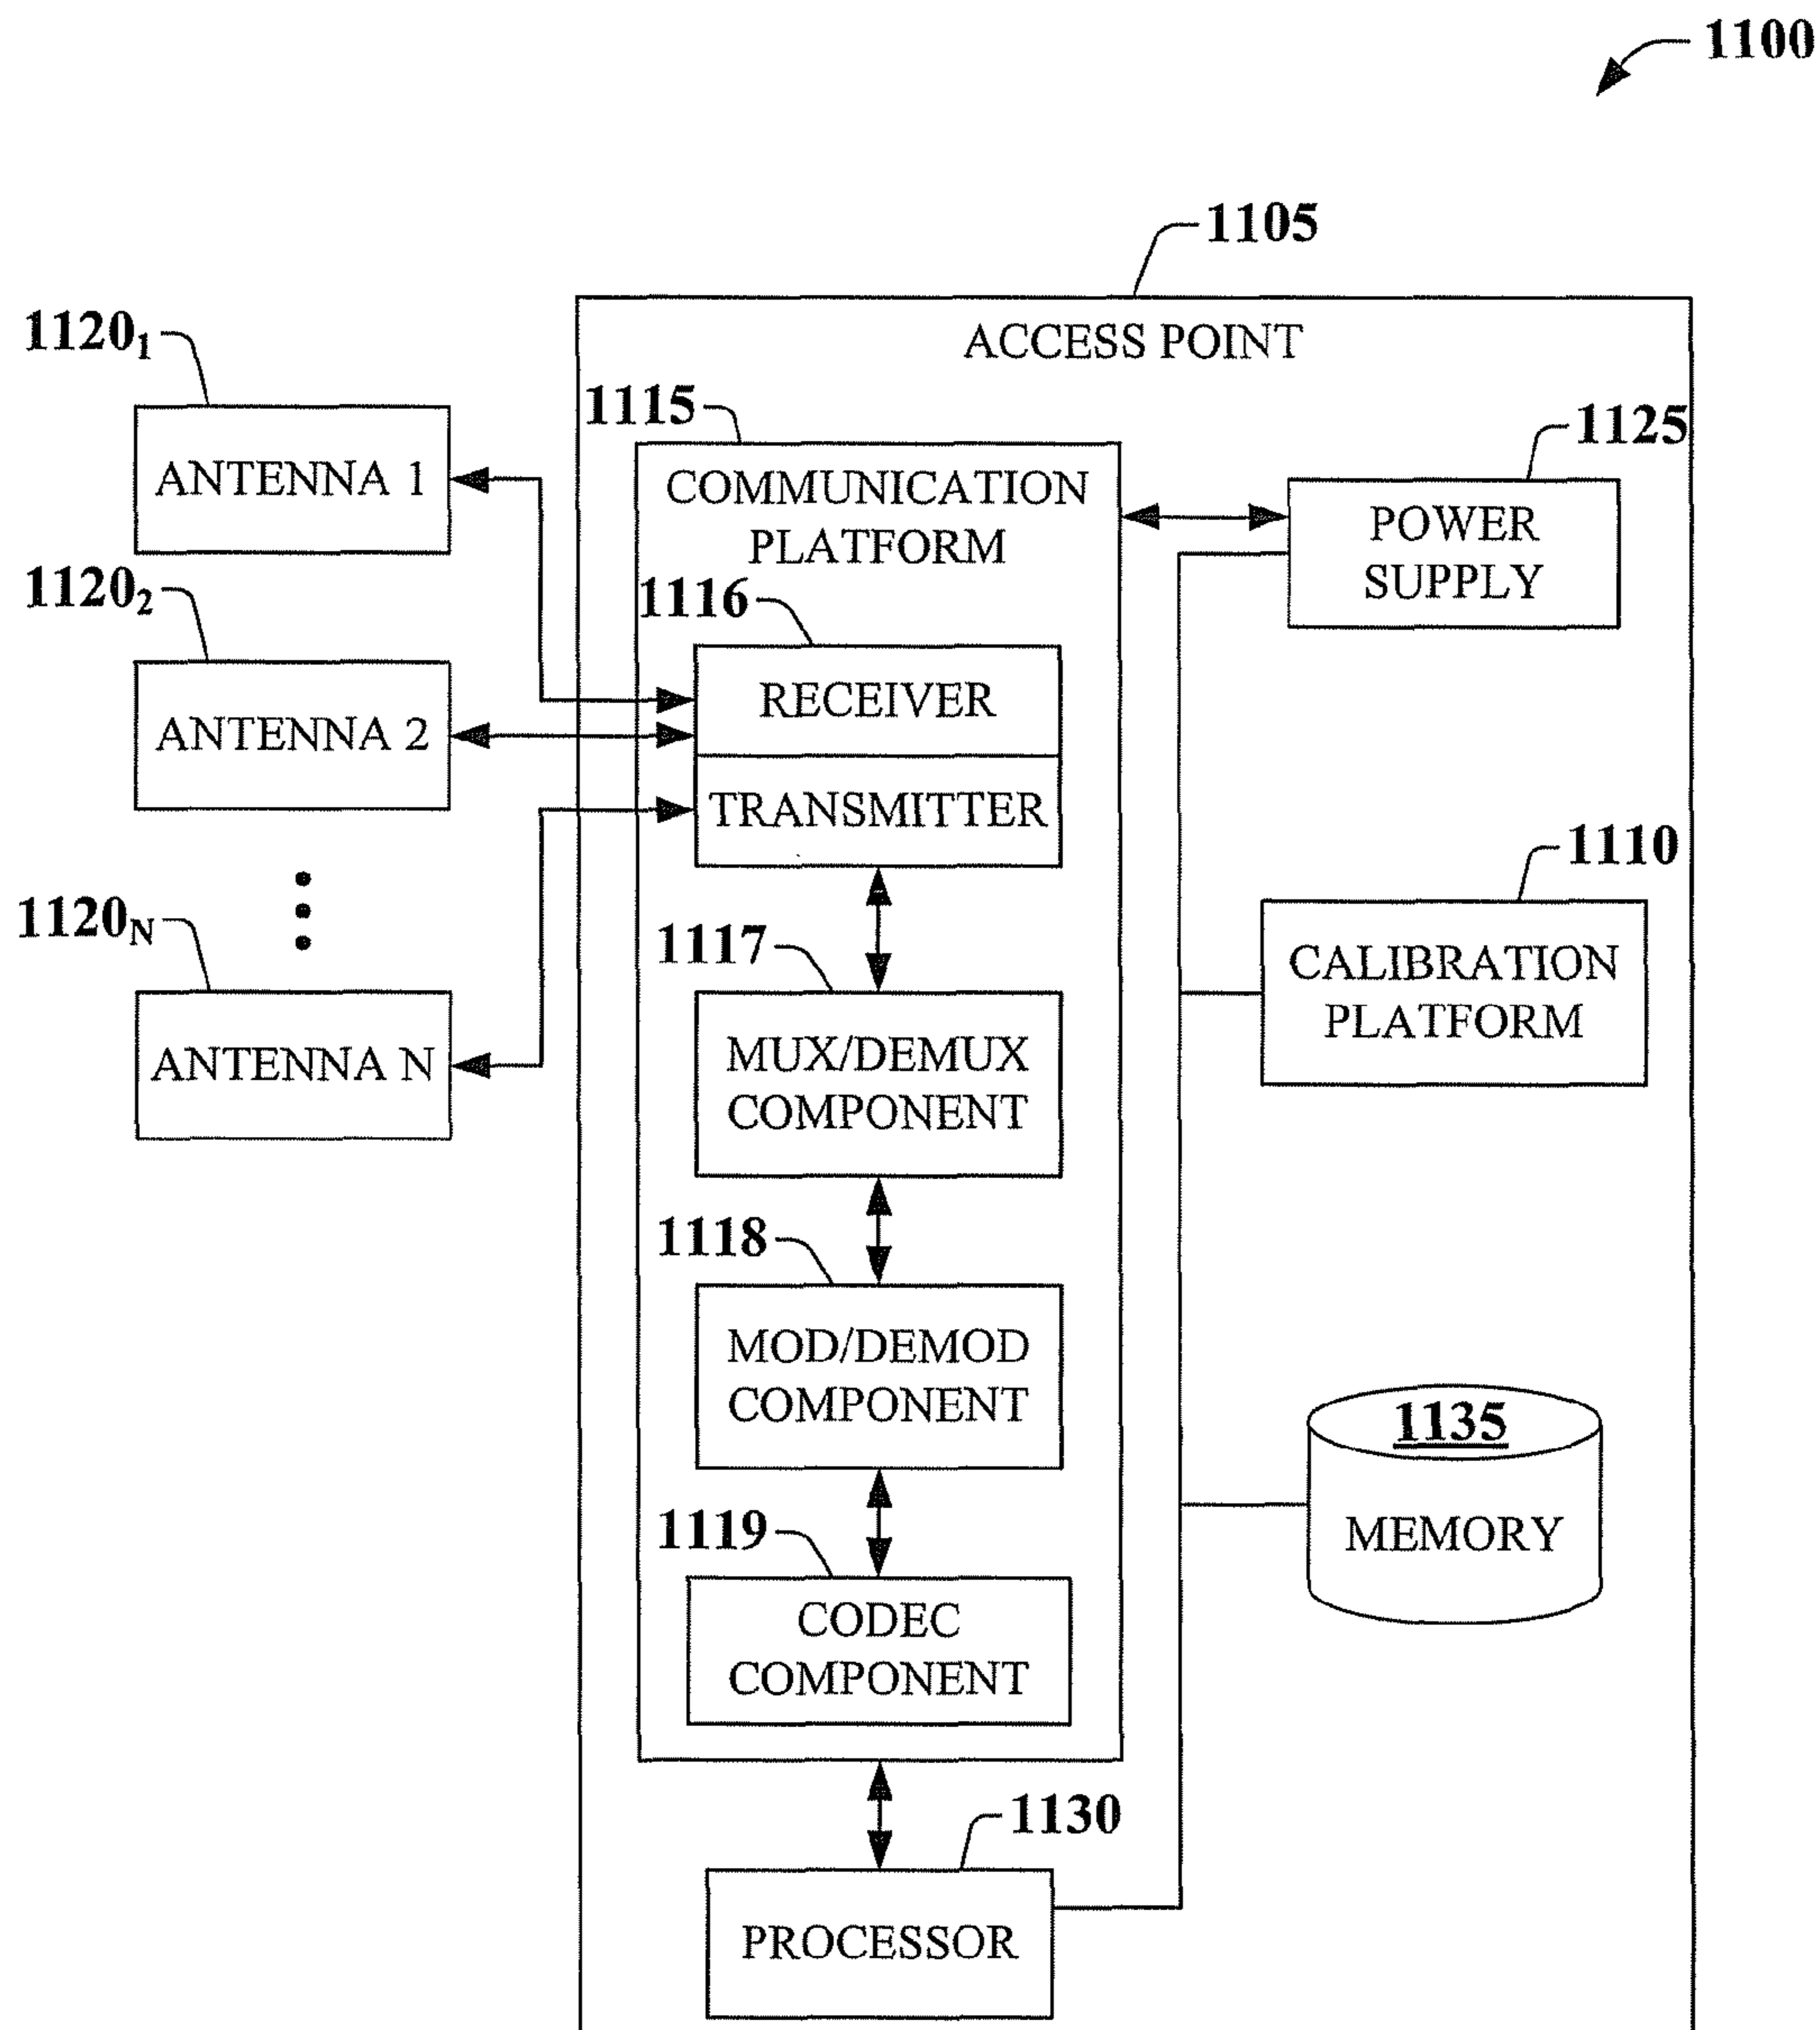 1100
1105
ACCESS POINT
1120₁
ANTENNA 1
1115
COMMUNICATION
PLATFORM
1125
POWER
SUPPLY
1120₂
ANTENNA 2
1116
RECEIVER
TRANSMITTER
1110
CALIBRATION
PLATFORM
1120N
ANTENNA N
1117
MUX/DEMUX
COMPONENT
1118
MOD/DEMOD
COMPONENT
1135
MEMORY
1119
CODEC
COMPONENT
1130
PROCESSOR